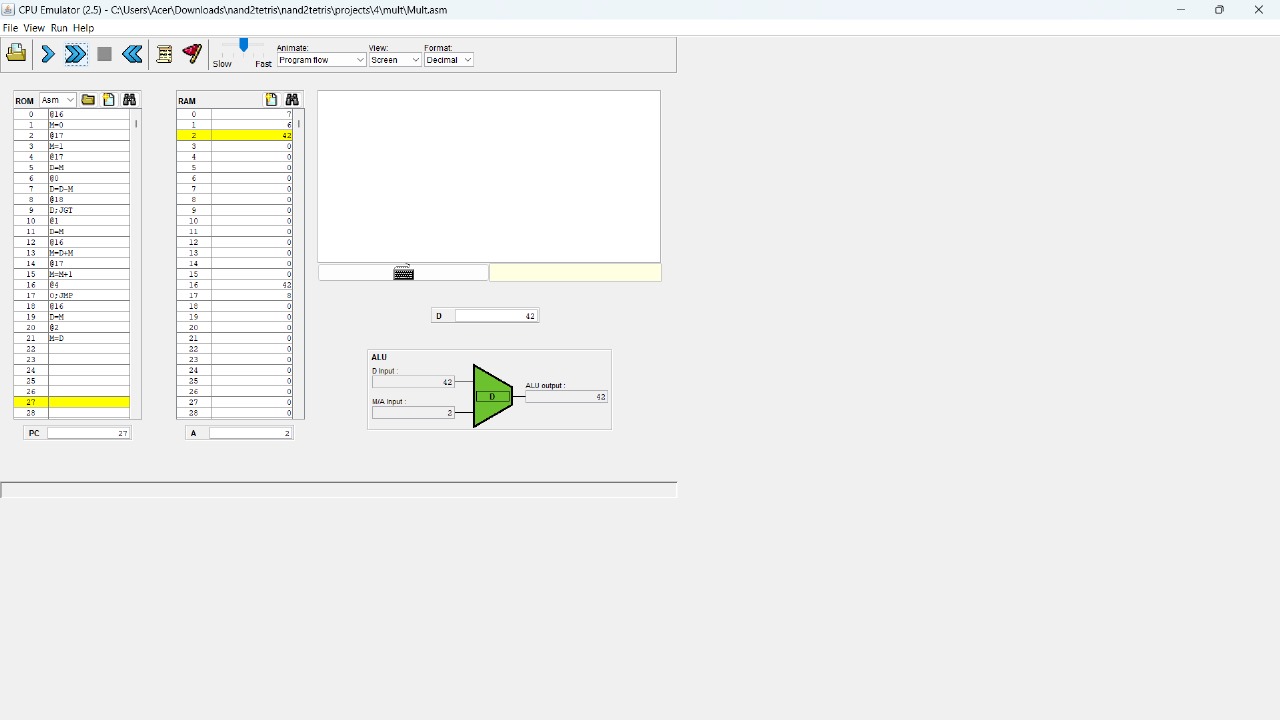 CPU Emulator (2.5) - C:\Users\Acer\Downloads\nand2tetris\nand2tetris\projects\4\mult\Mult.asm
File View Run Help
Slow Fast
Animate: Program flow
View: Screen
Format: Decimal
ROM Asm
0 @16
1 M=0
2 @17
3 M=1
4 @17
5 D=M
6 @0
7 D=D-M
8 @18
9 D;JGT
10 @1
11 D=M
12 @16
13 M=D+M
14 @17
15 M=M+1
16 @4
17 0;JMP
18 @16
19 D=M
20 @2
21 M=D
22
23
24
25
26
27
28
PC 27
RAM
0 7
1 6
2 42
3 0
4 0
5 0
6 0
7 0
8 0
9 0
10 0
11 0
12 0
13 0
14 0
15 0
16 42
17 8
18 0
19 0
20 0
21 0
22 0
23 0
24 0
25 0
26 0
27 0
28 0
A 2
D 42
ALU
D Input :
42
M/A Input :
2
D
ALU output :
42